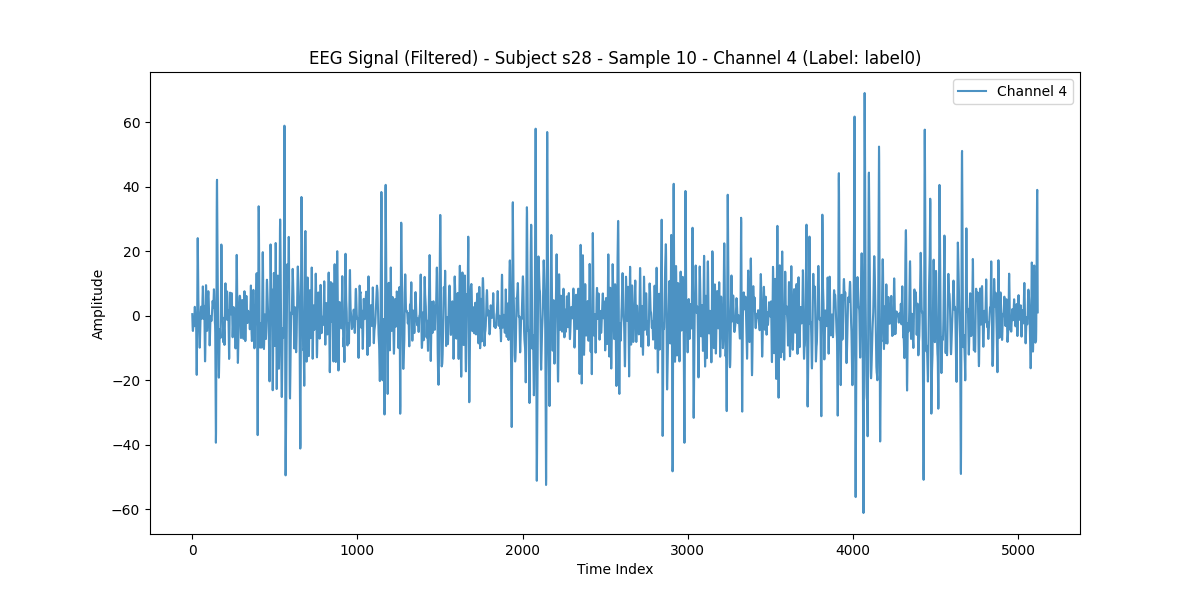 EEG Signal (Filtered) - Subject s28 - Sample 10 - Channel 4 (Label: label0)
Channel 4
60
40
20
0
−20
−40
−60
Amplitude
0 1000 2000 3000 4000 5000
Time Index